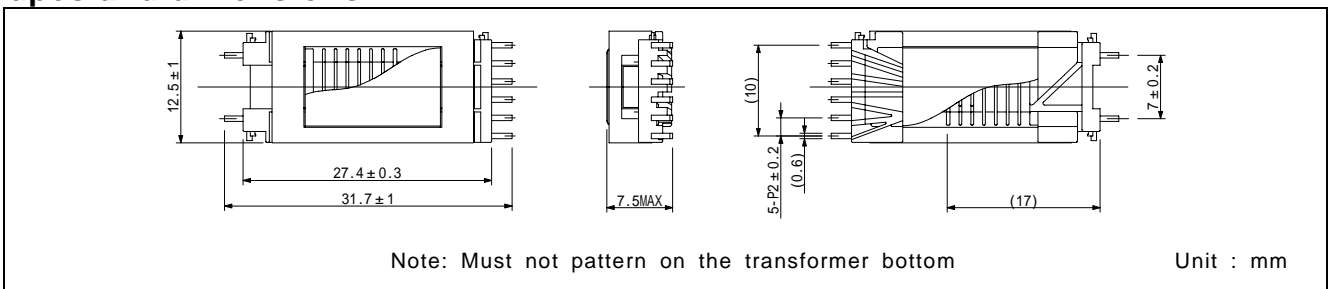 12.5±1
27.4±0.3
31.7±1
7.5MAX
(10)
5-P2±0.2
(0.6)
7±0.2
(17)
Note: Must not pattern on the transformer bottom
Unit : mm